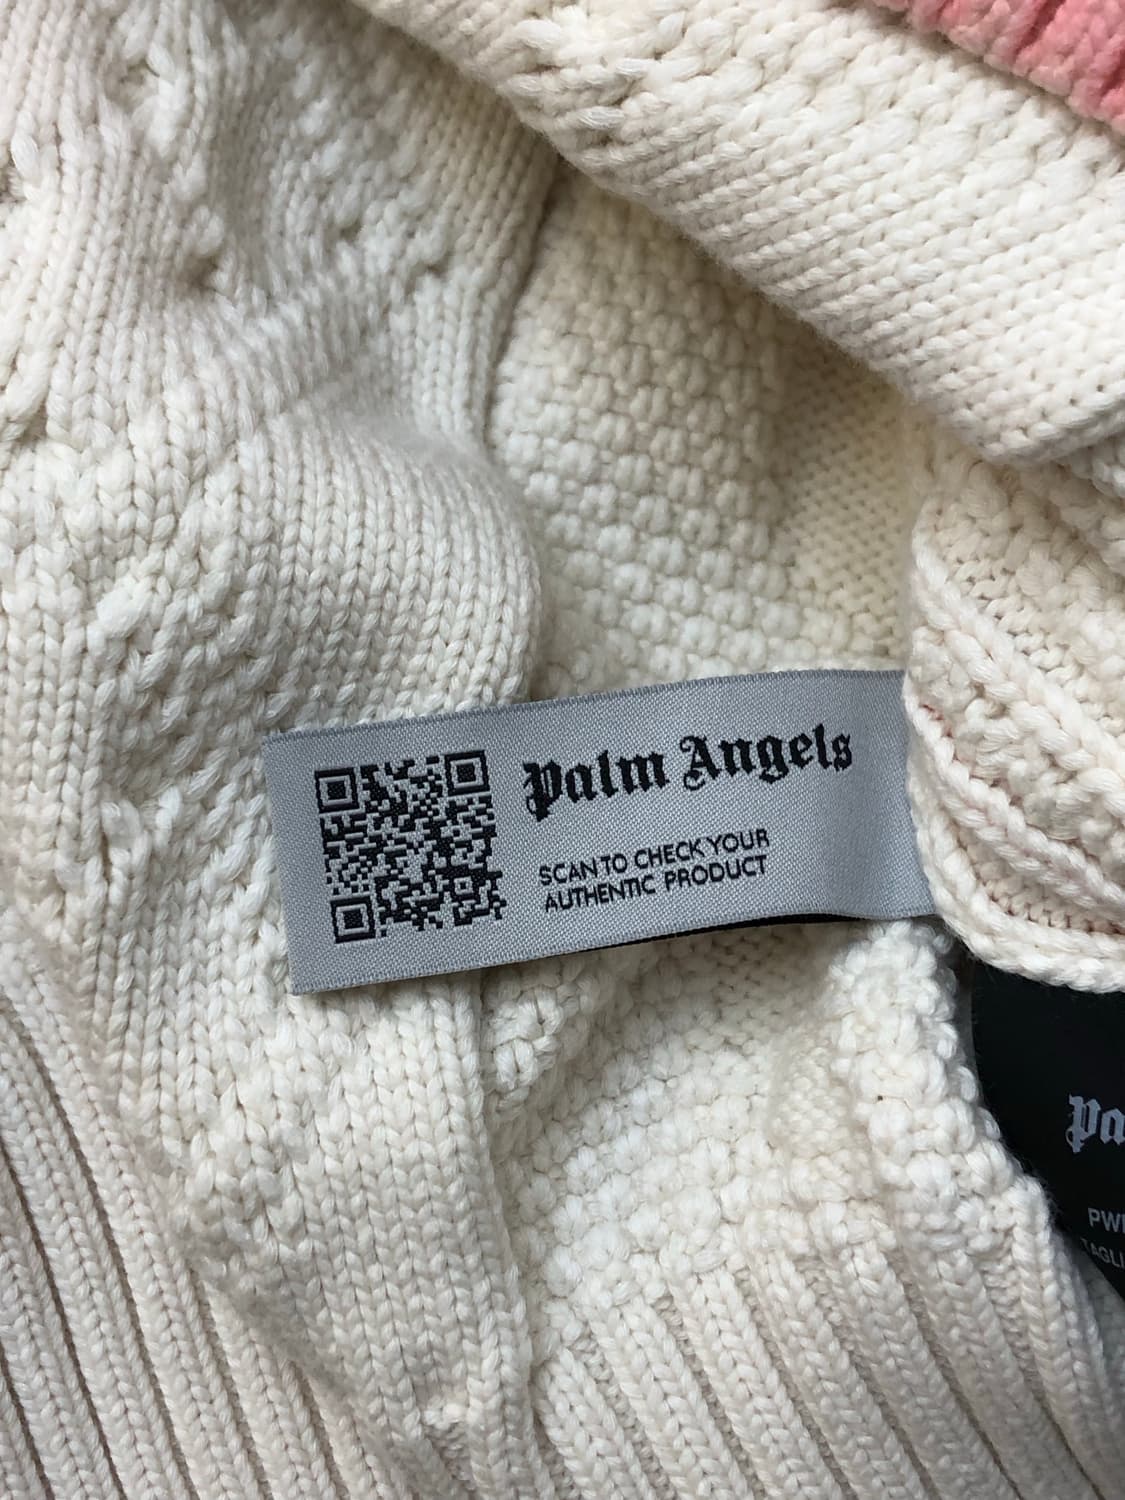 Palm Angels
SCAN TO CHECK YOUR
AUTHENTIC PRODUCT